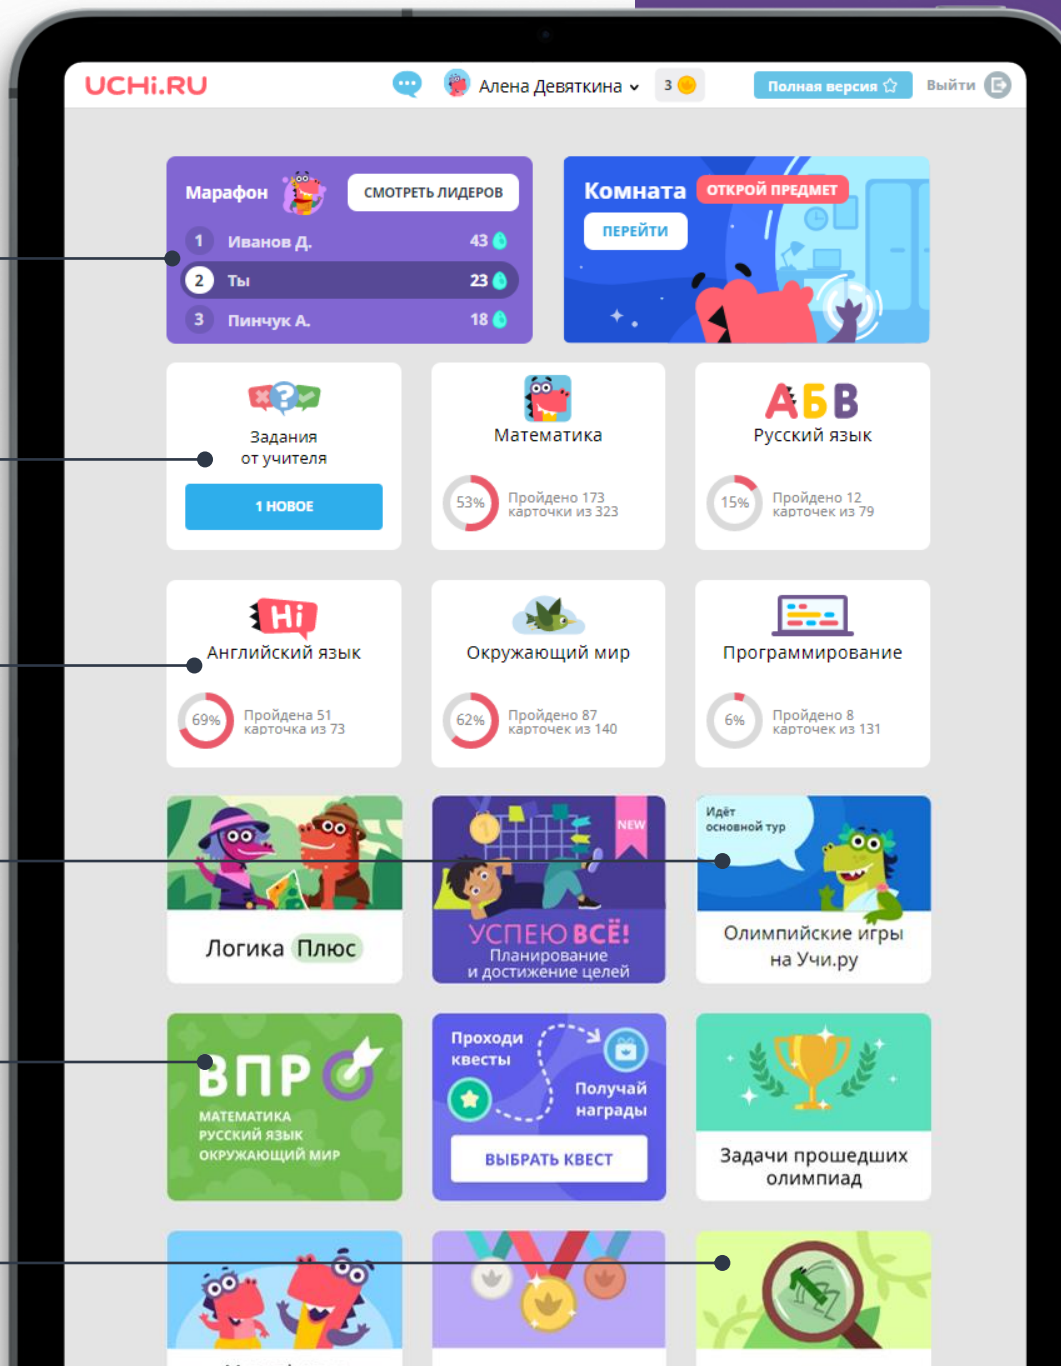 UCHi.RU
Алена Девяткина
3
Полная версия
Выйти
Марафон
СМОТРЕТЬ ЛИДЕРОВ
1 Иванов Д. 43
2 Ты 23
3 Пинчук А. 18
Комната
ОТКРОЙ ПРЕДМЕТ
ПЕРЕЙТИ
Задания
от учителя
1 НОВОЕ
Математика
53%
Пройдено 173
карточки из 323
АБВ
Русский язык
15%
Пройдено 12
карточек из 79
Hi
Английский язык
69%
Пройдена 51
карточка из 73
Окружающий мир
62%
Пройдено 87
карточек из 140
Программирование
6%
Пройдено 8
карточек из 131
Логика Плюс
NEW
1
УСПЕЮ ВСЁ!
Планирование
и достижение целей
Идёт
основной тур
Олимпийские игры
на Учи.ру
ВПР
МАТЕМАТИКА
РУССКИЙ ЯЗЫК
ОКРУЖАЮЩИЙ МИР
Проходи
квесты
Получай
награды
ВЫБРАТЬ КВЕСТ
Задачи прошедших
олимпиад